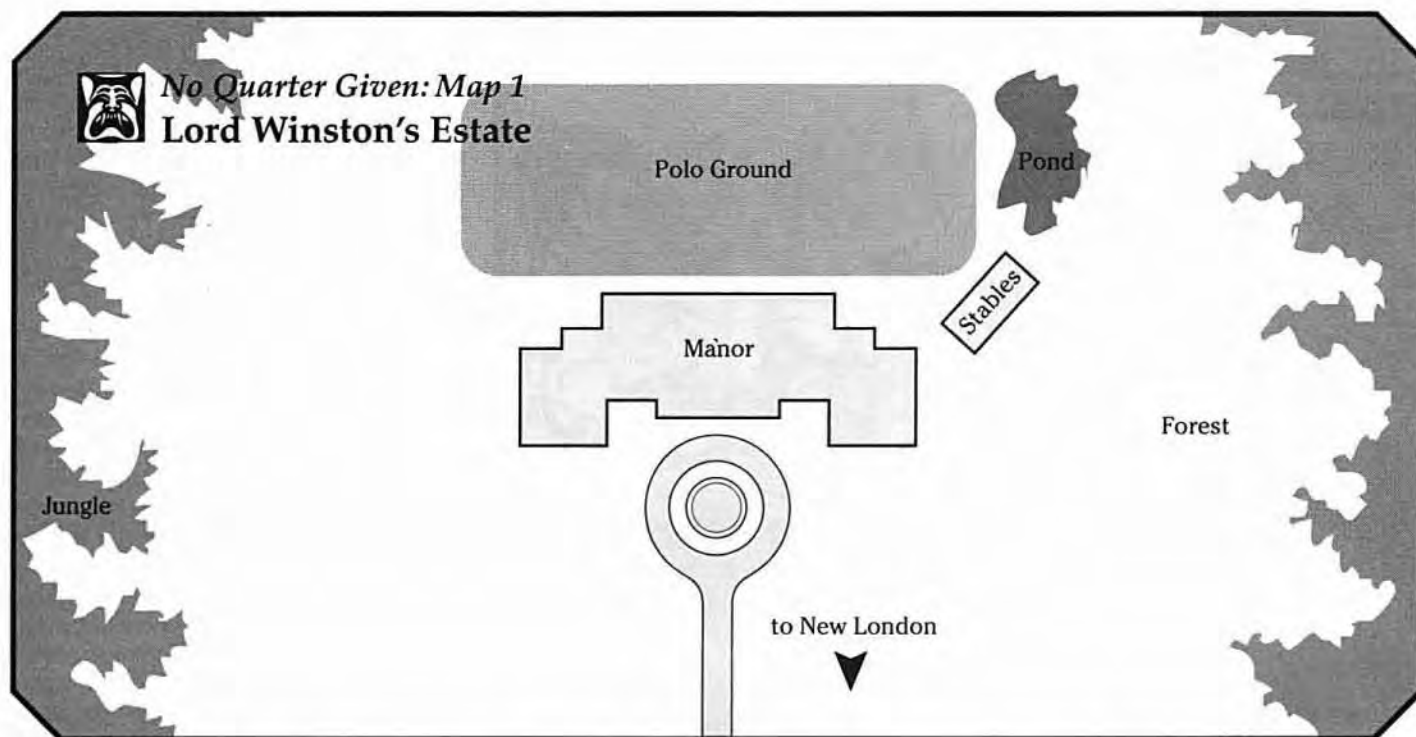 No Quarter Given: Map 1
Lord Winston's Estate
Polo Ground
Pond
Stables
Manor
Forest
Jungle
to New London